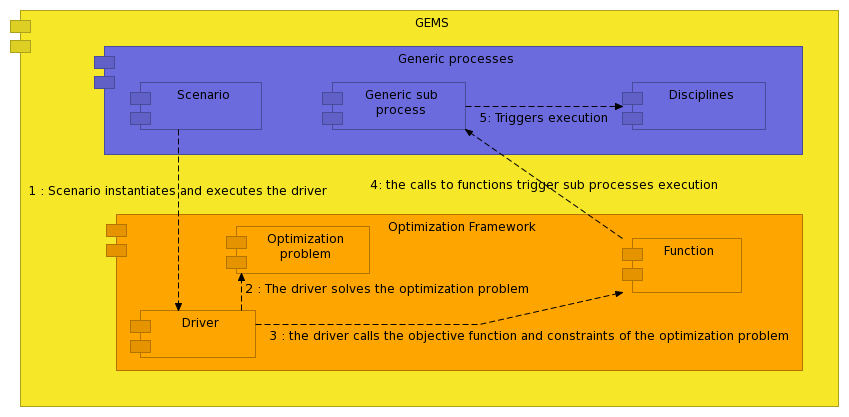 GEMS
Generic processes
Scenario
Generic sub
process
Disciplines
5: Triggers execution
1 : Scenario instantiates and executes the driver
4: the calls to functions trigger sub processes execution
Optimization Framework
Optimization
problem
Function
2 : The driver solves the optimization problem
Driver
3 : the driver calls the objective function and constraints of the optimization problem